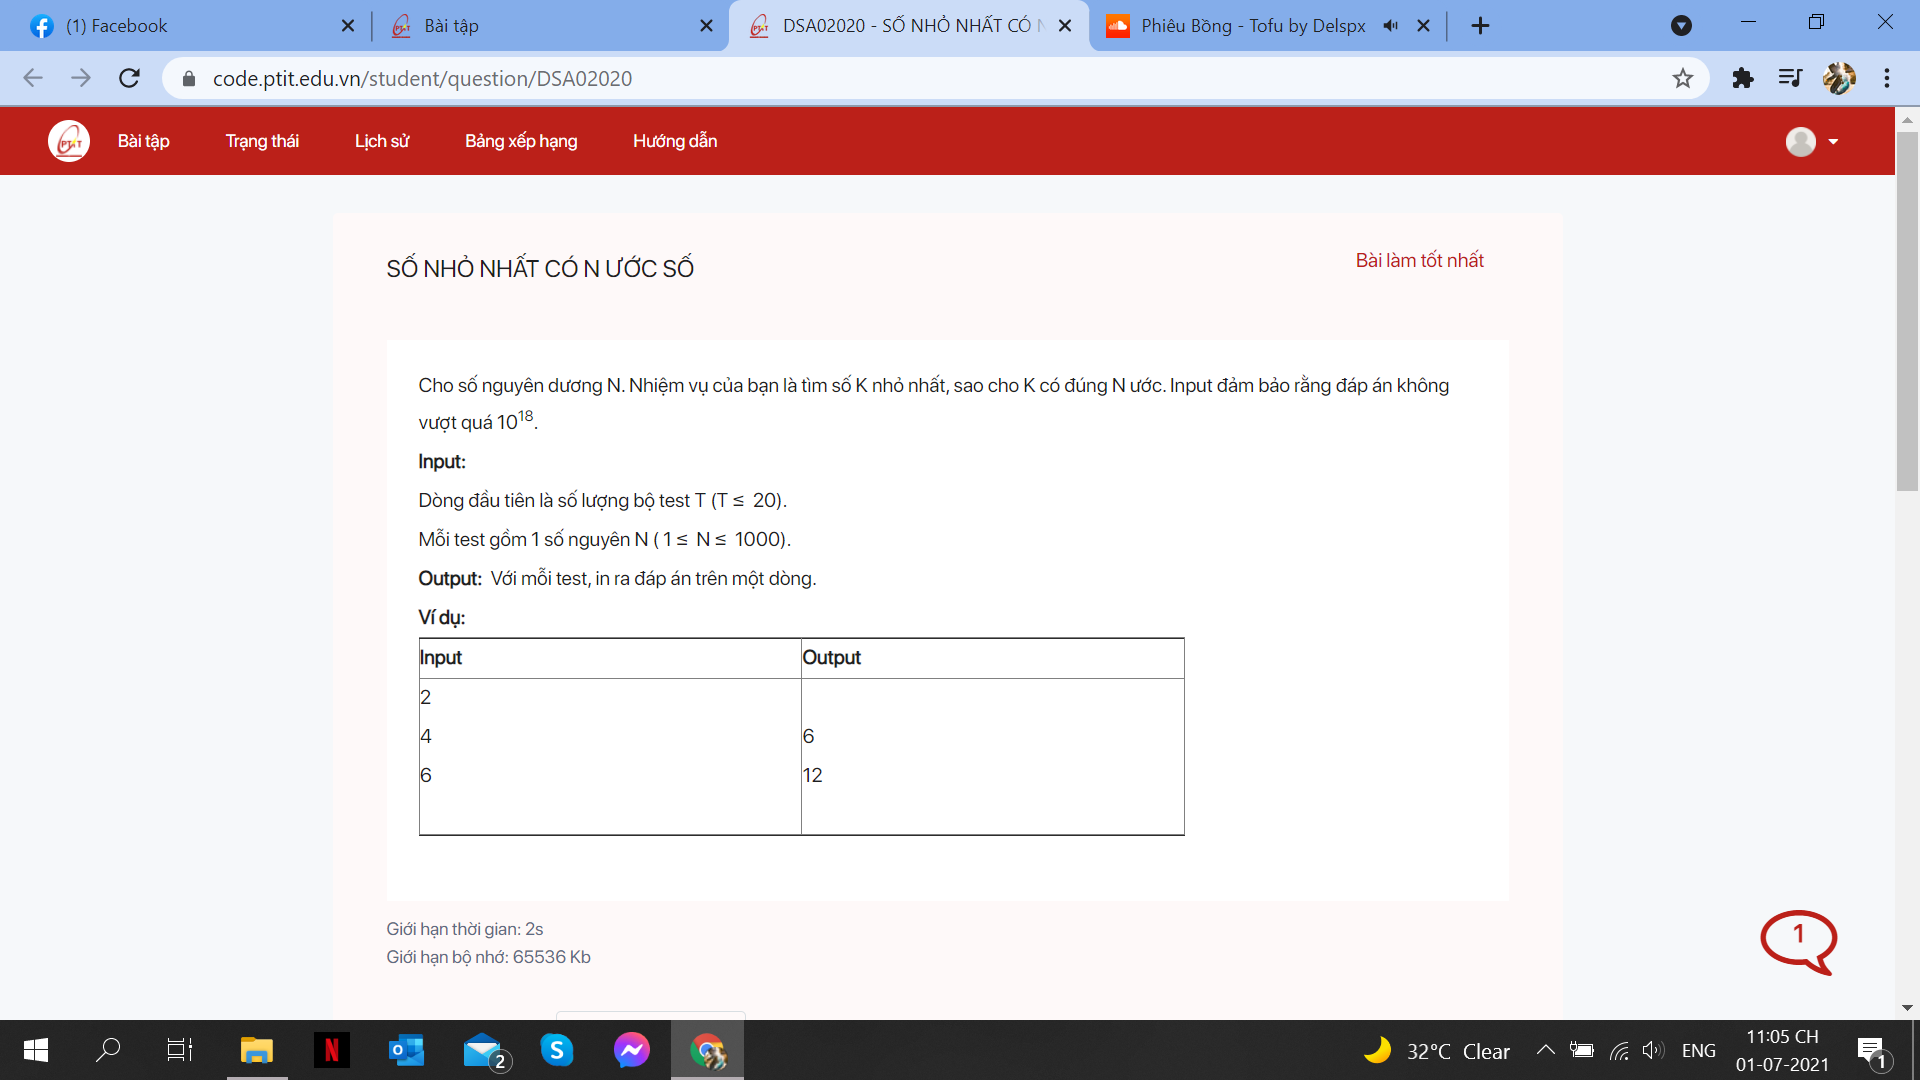 (1) Facebook
Bài tập
DSA02020 - SỐ NHỎ NHẤT CÓ N
Phiêu Bồng - Tofu by Delspx
code.ptit.edu.vn/student/question/DSA02020
PTIT
Bài tập
Trạng thái
Lịch sử
Bảng xếp hạng
Hướng dẫn
SỐ NHỎ NHẤT CÓ N ƯỚC SỐ
Bài làm tốt nhất
Cho số nguyên dương N. Nhiệm vụ của bạn là tìm số K nhỏ nhất, sao cho K có đúng N ước. Input đảm bảo rằng đáp án không
vượt quá 10^18.
Input:
Dòng đầu tiên là số lượng bộ test T (T ≤ 20).
Mỗi test gồm 1 số nguyên N ( 1 ≤ N ≤ 1000).
Output: Với mỗi test, in ra đáp án trên một dòng.
Ví dụ:
Input Output
2
4 6
6 12
Giới hạn thời gian: 2s
Giới hạn bộ nhớ: 65536 Kb
1
N
2
S
32°C Clear
ENG
11:05 CH
01-07-2021
1